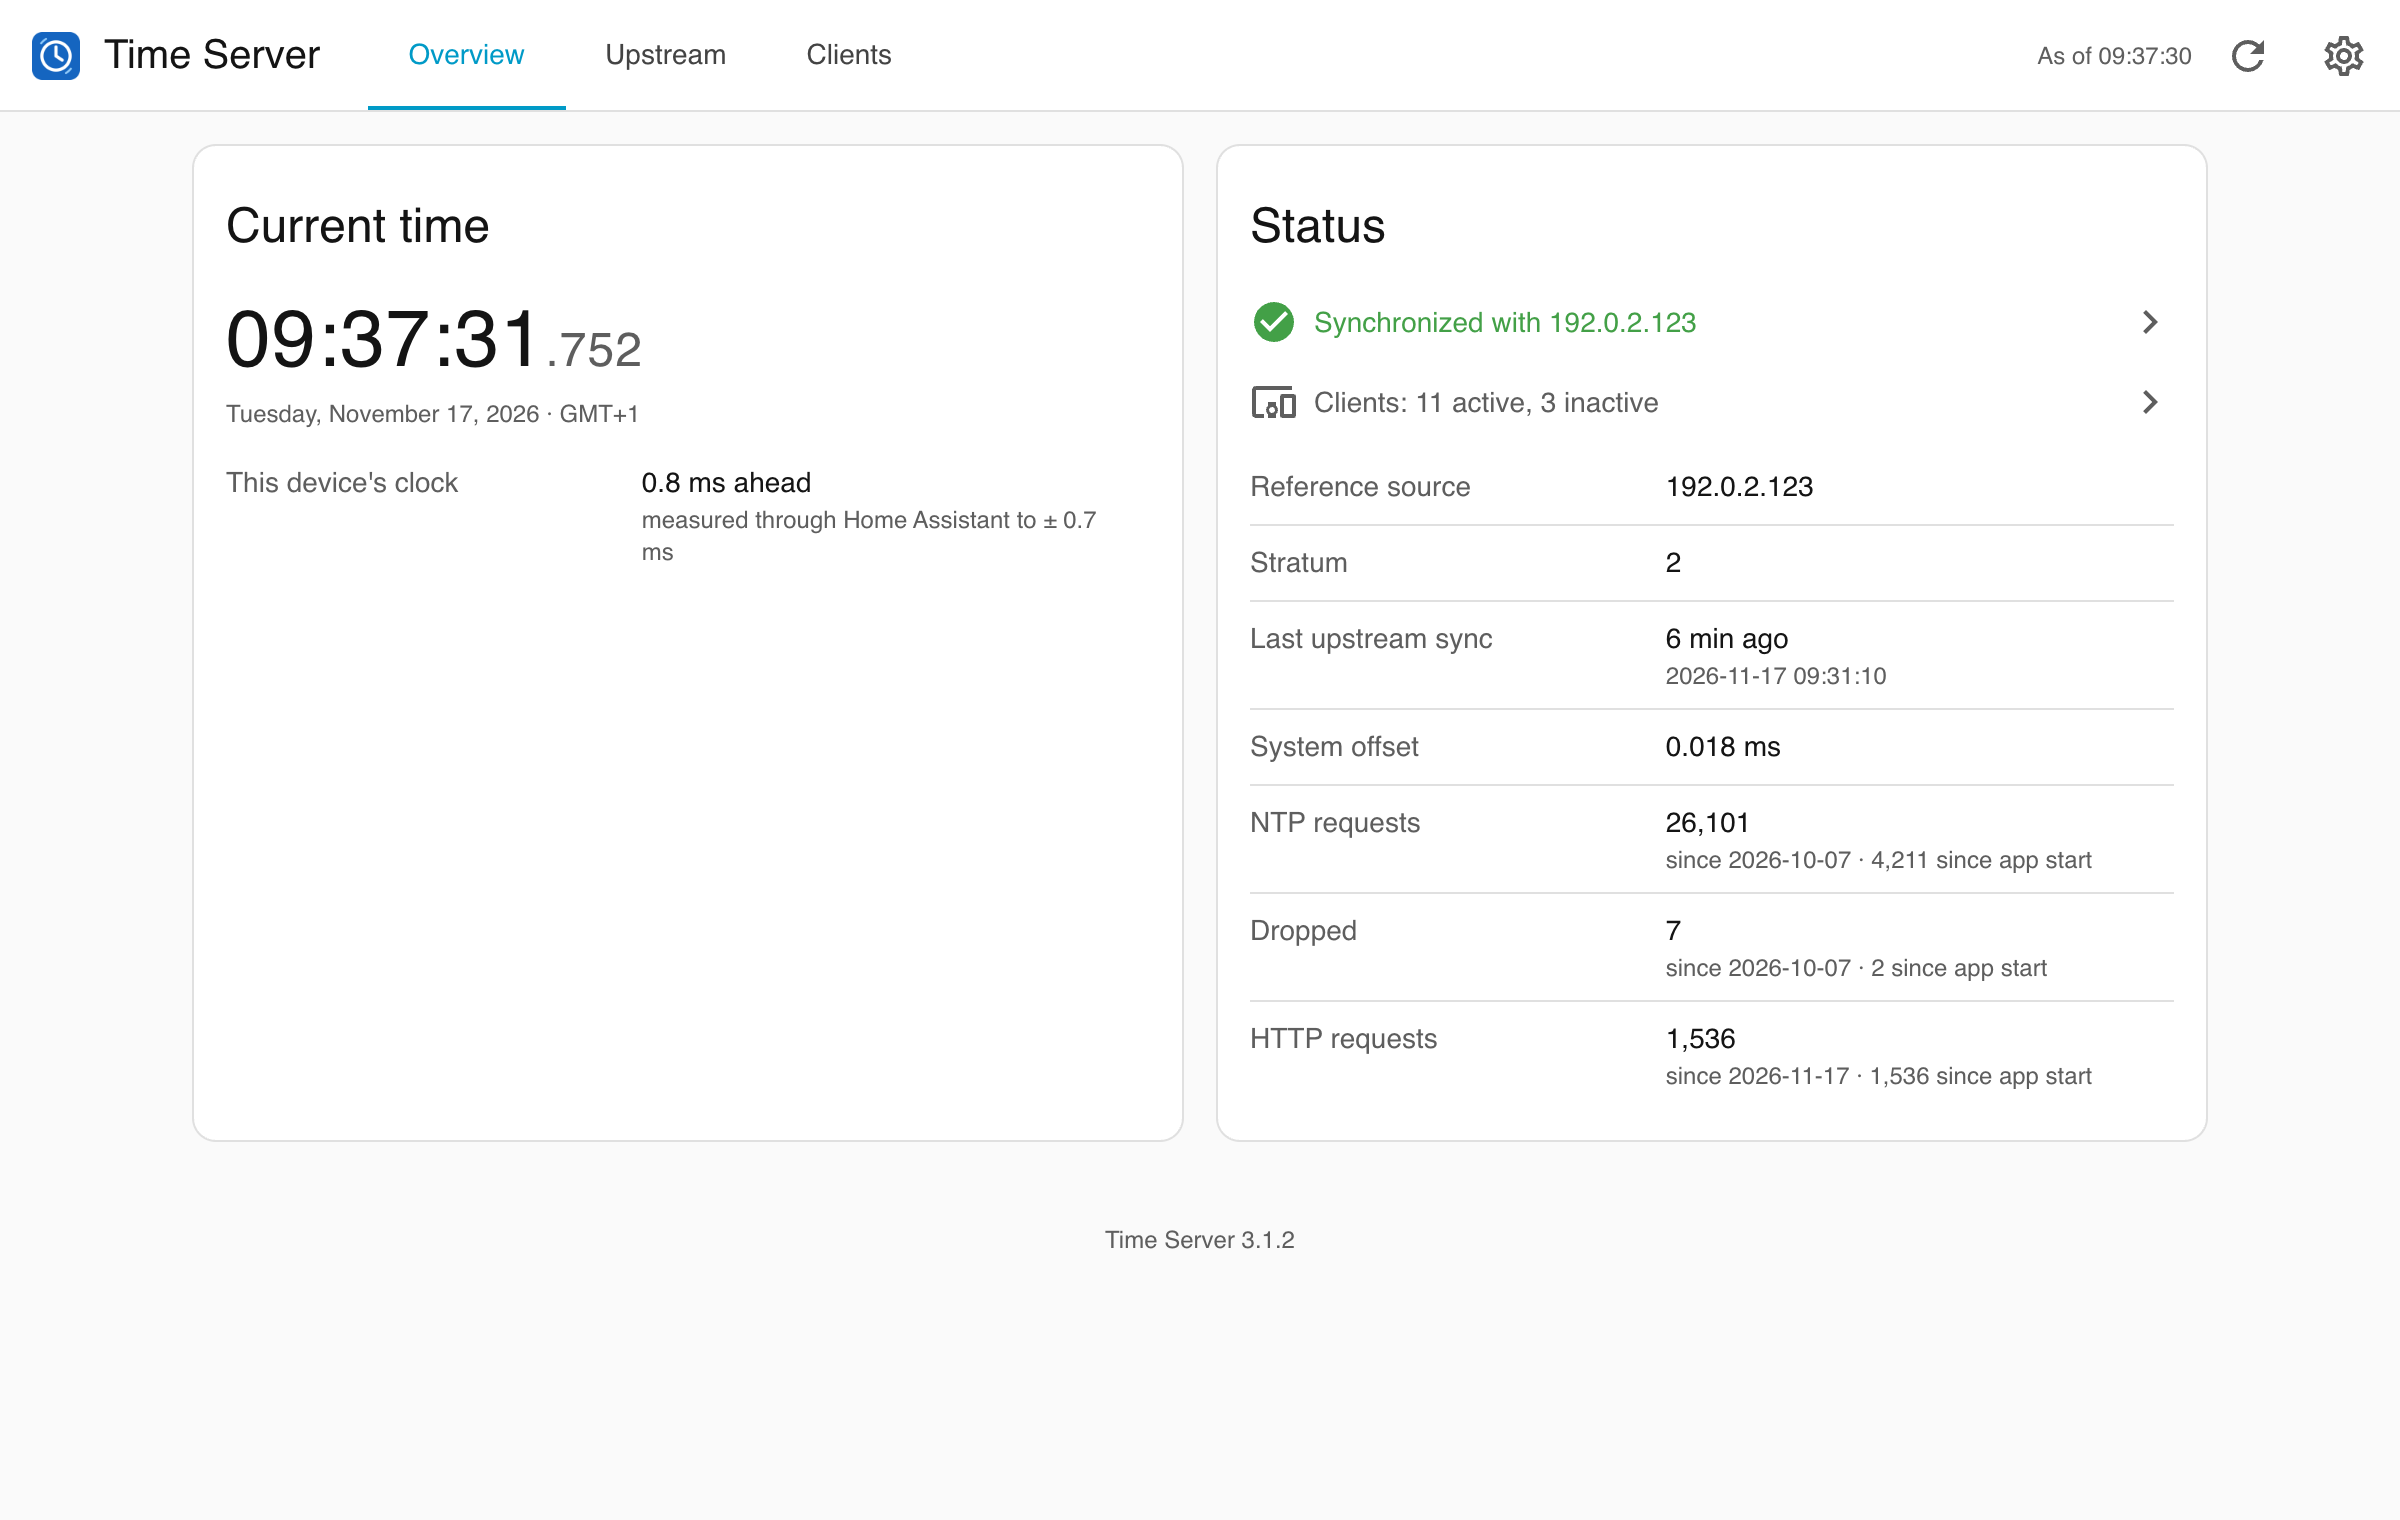 Time Server
Overview
Upstream
Clients
As of 09:37:30
Current time
09:37:31.752
Tuesday, November 17, 2026 · GMT+1
This device's clock
0.8 ms ahead
measured through Home Assistant to ± 0.7
ms
Status
Synchronized with 192.0.2.123
Clients: 11 active, 3 inactive
Reference source
192.0.2.123
Stratum
2
Last upstream sync
6 min ago
2026-11-17 09:31:10
System offset
0.018 ms
NTP requests
26,101
since 2026-10-07 · 4,211 since app start
Dropped
7
since 2026-10-07 · 2 since app start
HTTP requests
1,536
since 2026-11-17 · 1,536 since app start
Time Server 3.1.2